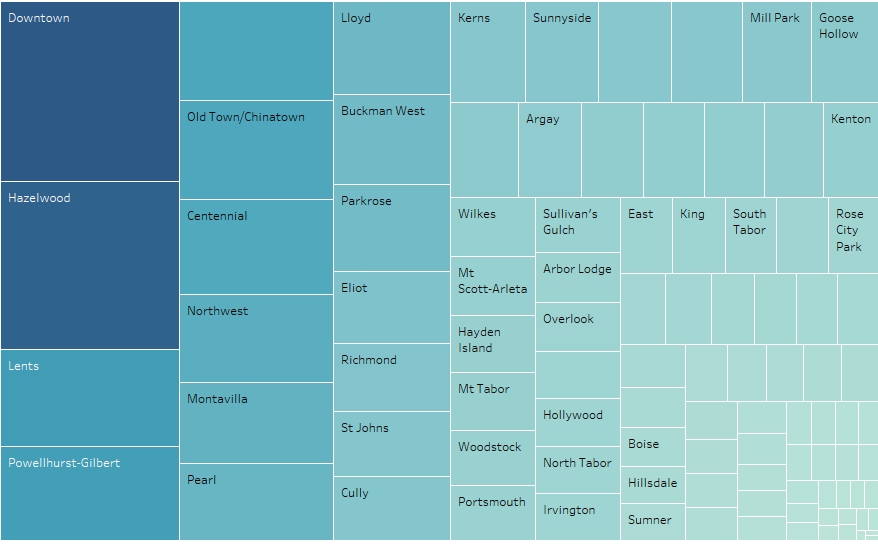 Downtown
Hazelwood
Lents
Powellhurst-Gilbert
Old Town/Chinatown
Centennial
Northwest
Montavilla
Pearl
Lloyd
Buckman West
Parkrose
Eliot
Richmond
St Johns
Cully
Kerns
Sunnyside
Mill Park
Goose
Hollow
Argay
Kenton
Wilkes
Mt
Scott-Arleta
Hayden
Island
Mt Tabor
Woodstock
Portsmouth
Sullivan's
Gulch
Arbor Lodge
Overlook
Hollywood
North Tabor
Irvington
East
King
South
Tabor
Rose
City
Park
Boise
Hillsdale
Sumner